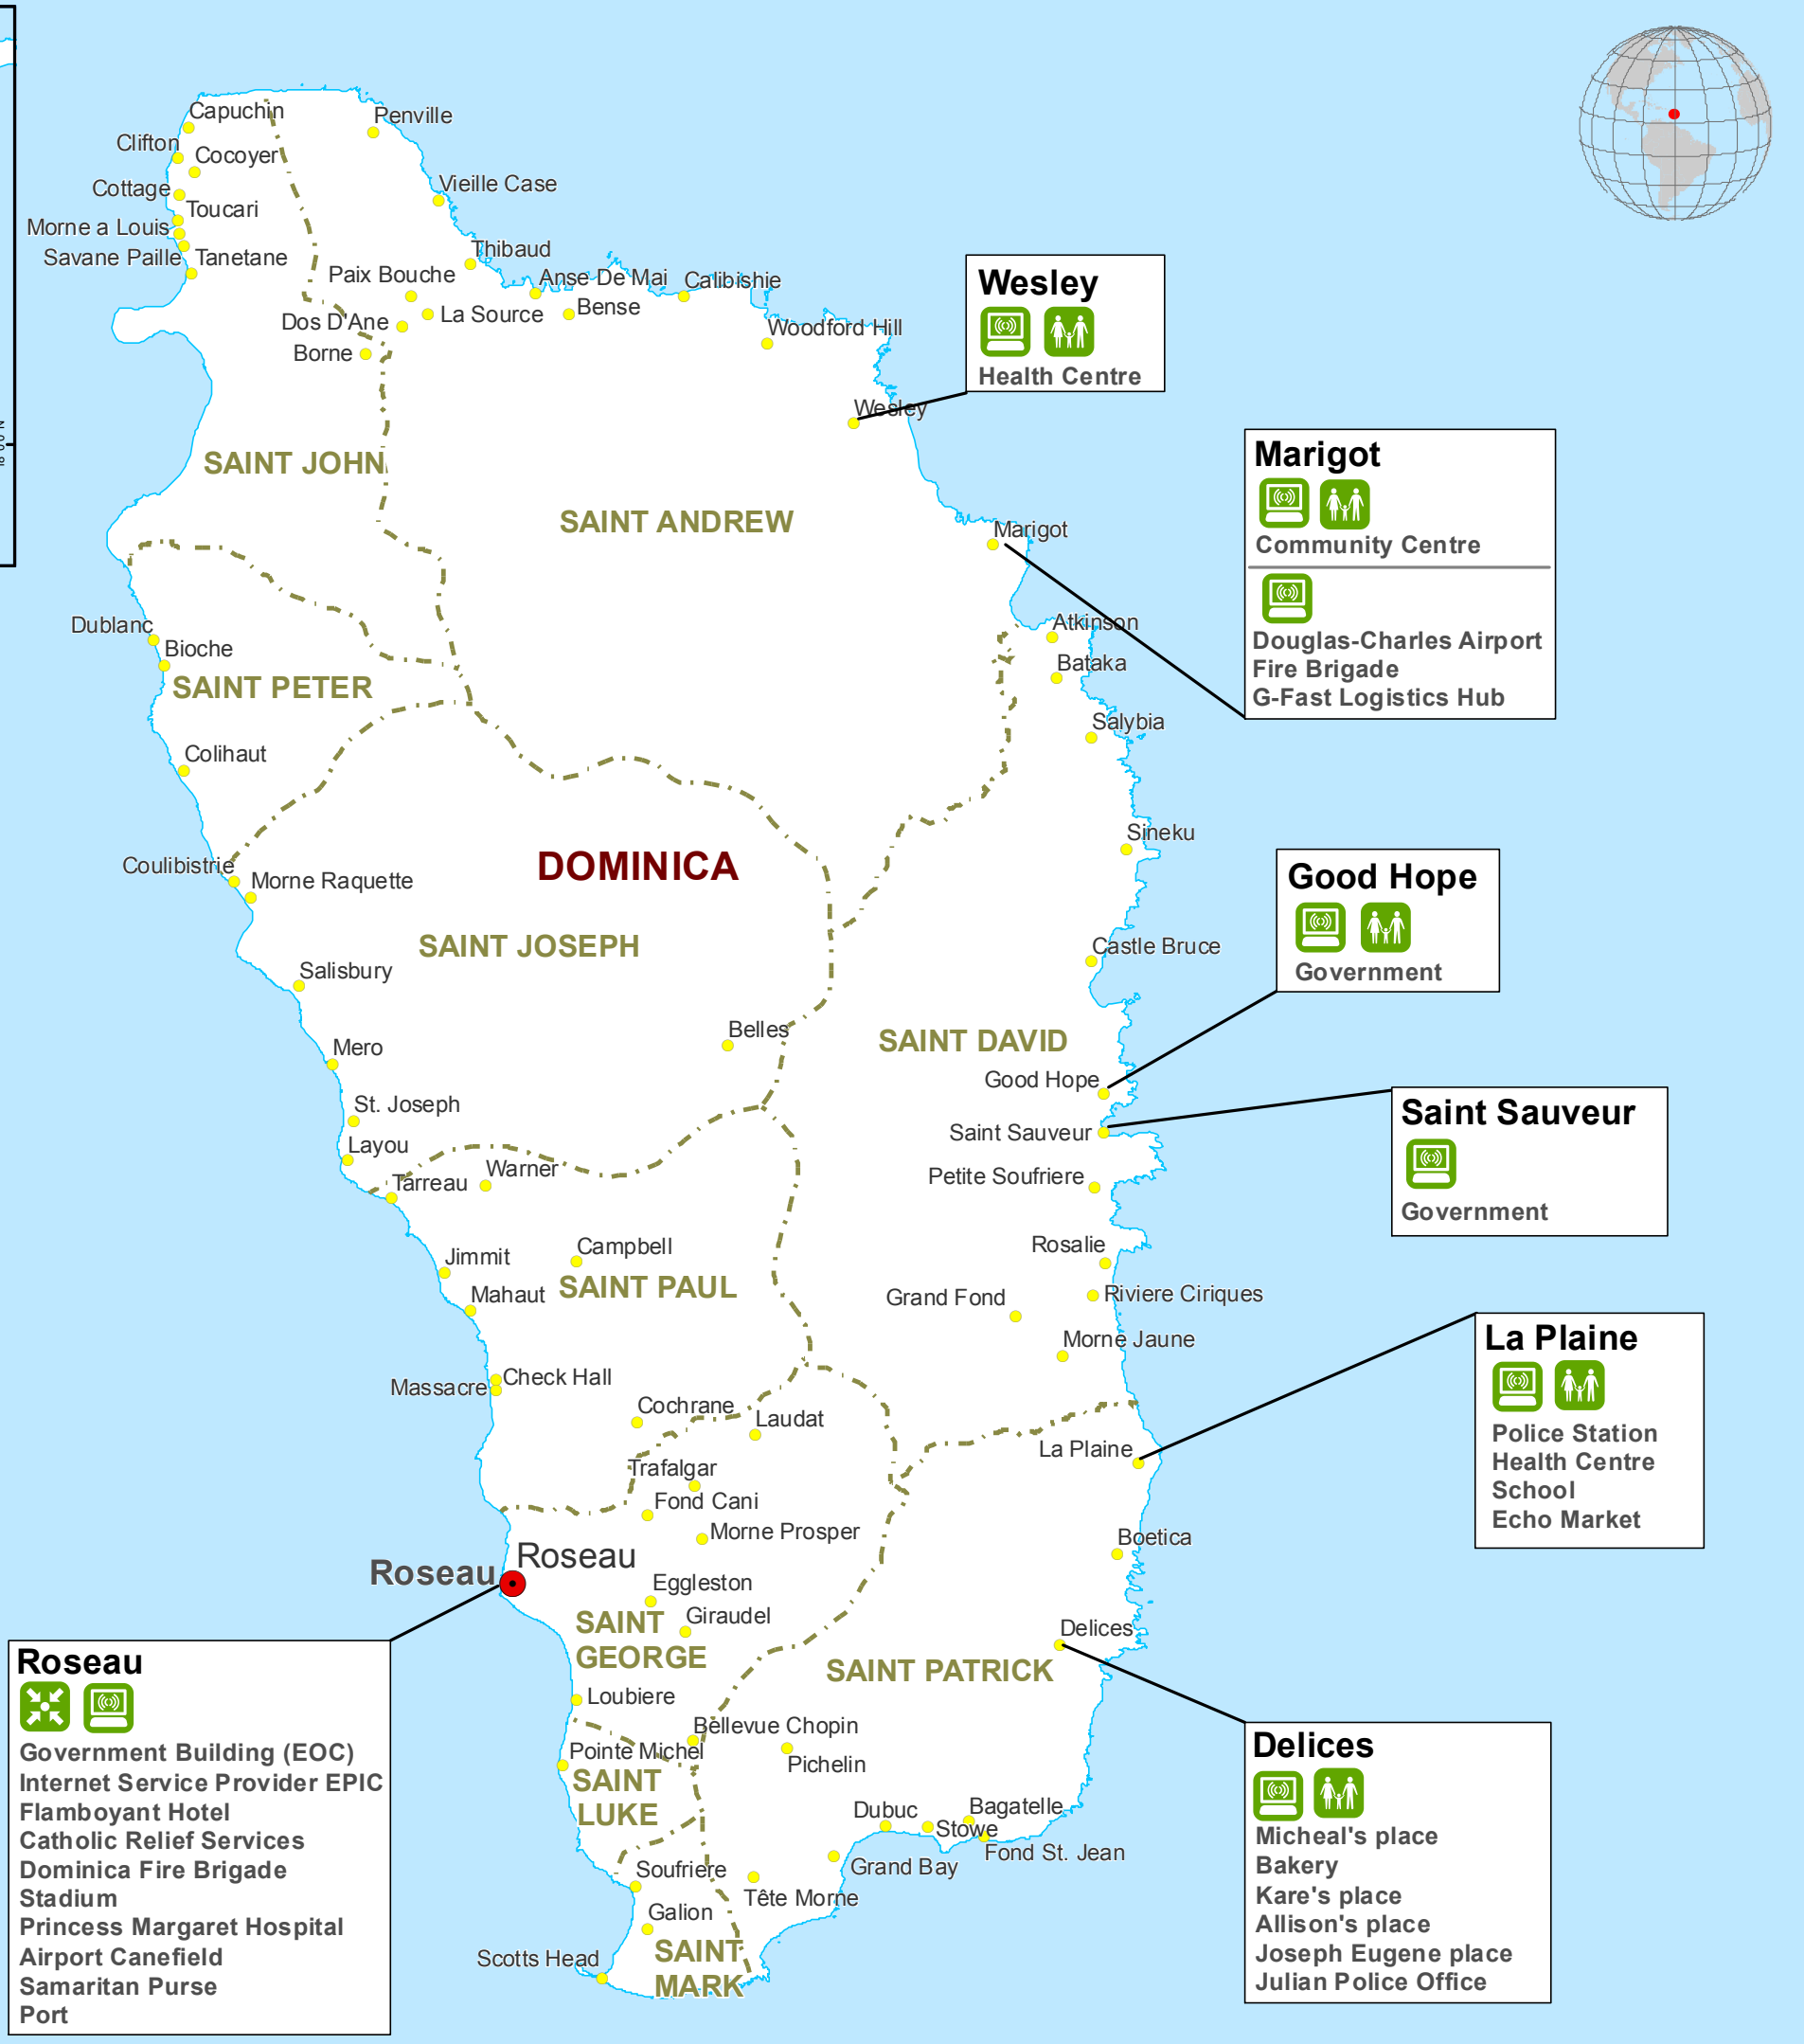 Capuchin
Penville
Clifton
Cocoyer
Cottage
Vieille Case
Toucari
Morne a Louis
Savane Paille
Tanetane
Thibaud
Paix Bouche
Anse De Mai
Calibishie
La Source
Bense
Dos D'Ane
Woodford Hill
Borne
Wesley
Health Centre
Wesley
SAINT JOHN
SAINT ANDREW
Marigot
Marigot
Community Centre
Douglas-Charles Airport
Fire Brigade
G-Fast Logistics Hub
Dublanc
Atkinson
Bioche
Bataka
SAINT PETER
Salybia
Colihaut
Sineku
Coulibistrie
DOMINICA
Morne Raquette
Good Hope
Government
SAINT JOSEPH
Castle Bruce
Salisbury
Belles
SAINT DAVID
Mero
Good Hope
St. Joseph
Saint Sauveur
Government
Layou
Saint Sauveur
Warner
Tarreau
Petite Soufriere
Campbell
Rosalie
Jimmit
SAINT PAUL
Mahaut
Grand Fond
Riviere Ciriques
Morne Jaune
La Plaine
Police Station
Health Centre
School
Echo Market
Check Hall
Massacre
Cochrane
Laudat
La Plaine
Trafalgar
Fond Cani
Morne Prosper
Boetica
Roseau
Roseau
Eggleston
SAINT
GEORGE
Giraudel
Delices
SAINT PATRICK
Roseau
Government Building (EOC)
Internet Service Provider EPIC
Flamboyant Hotel
Catholic Relief Services
Dominica Fire Brigade
Stadium
Princess Margaret Hospital
Airport Canefield
Samaritan Purse
Port
Loubiere
Bellevue Chopin
Pointe Michel
Pichelin
SAINT
LUKE
Delices
Micheal's place
Bakery
Kare's place
Allison's place
Joseph Eugene place
Julian Police Office
Dubuc
Bagatelle
Stowe
Fond St. Jean
Grand Bay
Soufriere
Tête Morne
Galion
Scotts Head
SAINT
MARK